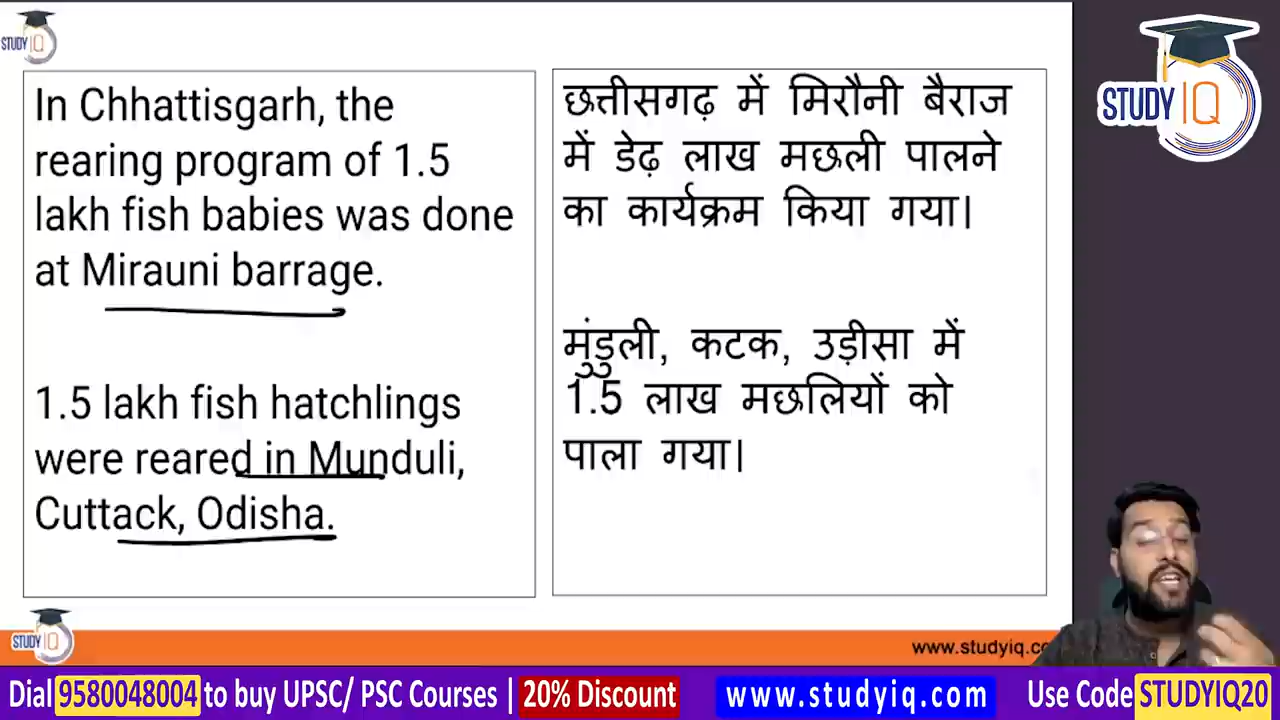 STUDY IQ
In Chhattisgarh, the
rearing program of 1.5
lakh fish babies was done
at Mirauni barrage.
1.5 lakh fish hatchlings
were reared in Munduli,
Cuttack, Odisha.
छत्तीसगढ़ में मिरौनी बैराज
में डेढ़ लाख मछली पालने
का कार्यक्रम किया गया।
मुंडुली, कटक, उड़ीसा में
1.5 लाख मछलियों को
पाला गया।
STUDY IQ
STUDY IQ
www.studyiq.co
Dial 9580048004 to buy UPSC/ PSC Courses | 20% Discount www.studyiq.com Use Code STUDYIQ20